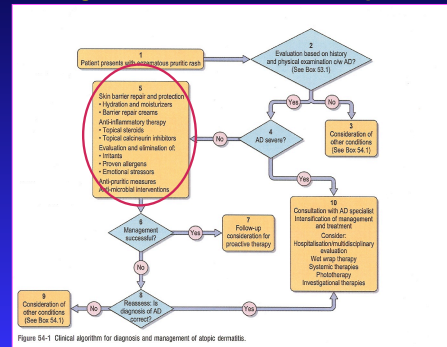 1
Patient presents with eczematous pruritic rash
2
Evaluation based on history
and physical examination c/w AD?
(See Box 53.1)
Yes
No
3
Consideration of
other conditions
(See Box 54.1)
4
AD severe?
No
Yes
5
Skin barrier repair and protection
• Hydration and moisturizers
• Barrier repair creams
Anti-inflammatory therapy
• Topical steroids
• Topical calcineurin inhibitors
Evaluation and elimination of:
• Irritants
• Proven allergens
• Emotional stressors
Anti-pruritic measures
Anti-microbial interventions
6
Management
successful?
Yes
7
Follow-up
consideration for
proactive therapy
No
8
Reassess: Is
diagnosis of AD
correct?
No
9
Consideration of
other conditions
(See Box 54.1)
Yes
10
Consultation with AD specialist
Intensification of management
and treatment
Consider:
Hospitalisation/multidisciplinary
evaluation
Wet wrap therapy
Systemic therapies
Phototherapy
Investigational therapies
Figure 54-1 Clinical algorithm for diagnosis and management of atopic dermatitis.